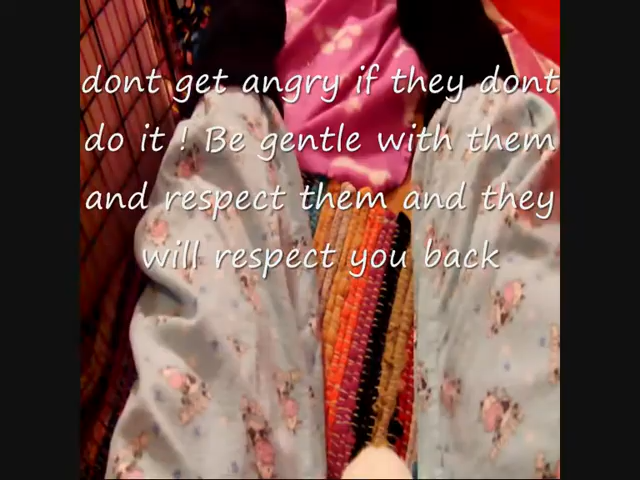 dont get angry if they dont
do it ! Be gentle with them
and respect them and they
will respect you back